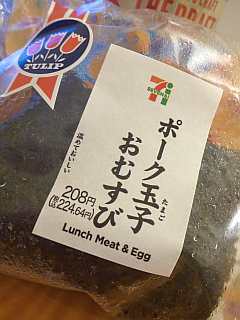 TULIP
7
ELEVEN
ポーク玉子
たまご
おむすび
温めておいしい
208円
(税込224.64円)
Lunch Meat & Egg